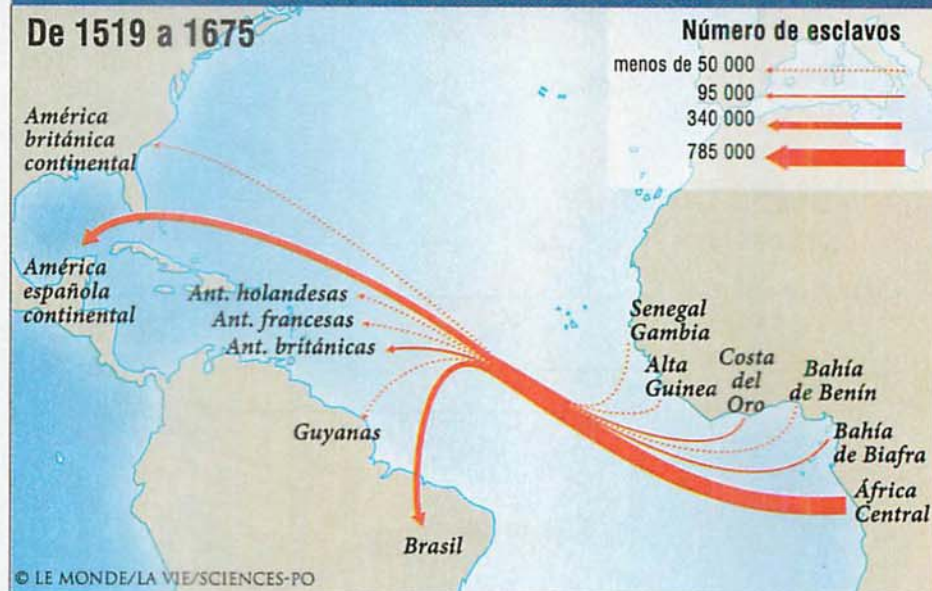 De 1519 a 1675
Número de esclavos
menos de 50 000
95 000
340 000
785 000
América
británica
continental
América
española
continental
Ant. holandesas
Ant. francesas
Ant. británicas
Guyanas
Brasil
Senegal
Gambia
Alta
Guinea
Costa
del
Oro
Bahía
de Benín
Bahía
de Biafra
África
Central
© LE MONDE/LA VIE/SCIENCES-PO